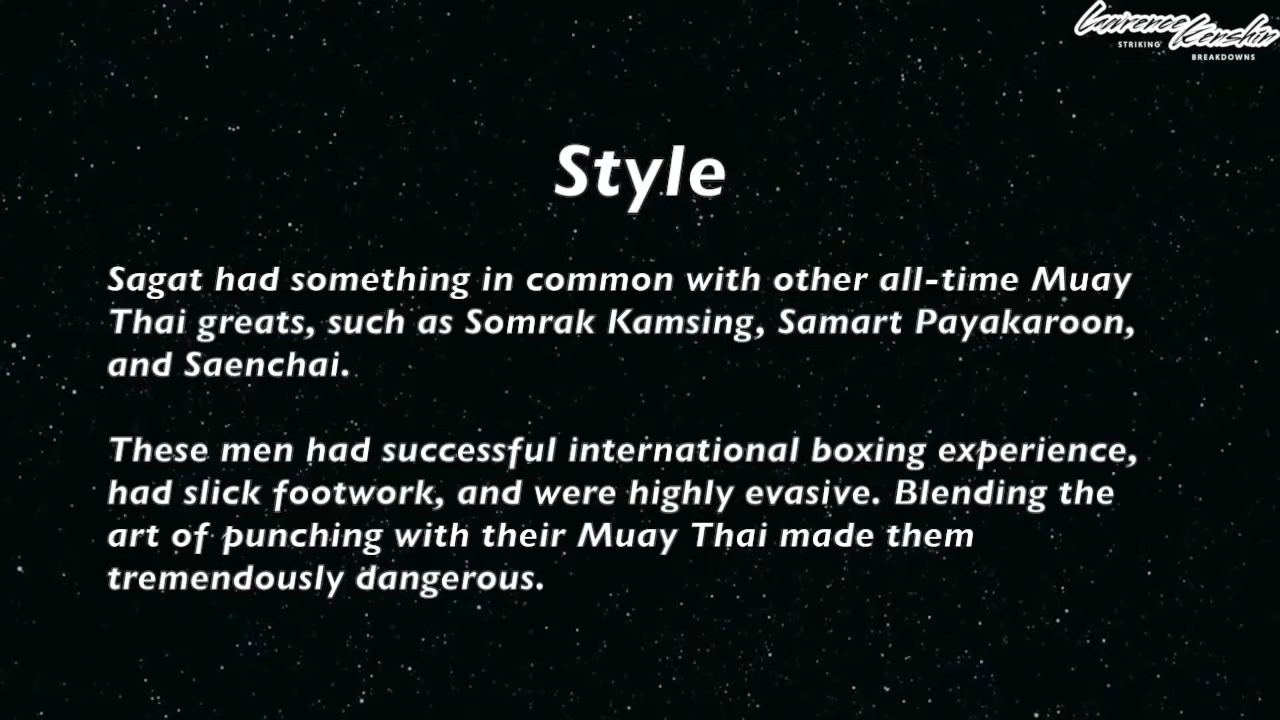 Lawrence Kenshin
STRIKING
BREAKDOWNS
Style
Sagat had something in common with other all-time Muay
Thai greats, such as Somrak Kamsing, Samart Payakaroon,
and Saenchai.
These men had successful international boxing experience,
had slick footwork, and were highly evasive. Blending the
art of punching with their Muay Thai made them
tremendously dangerous.